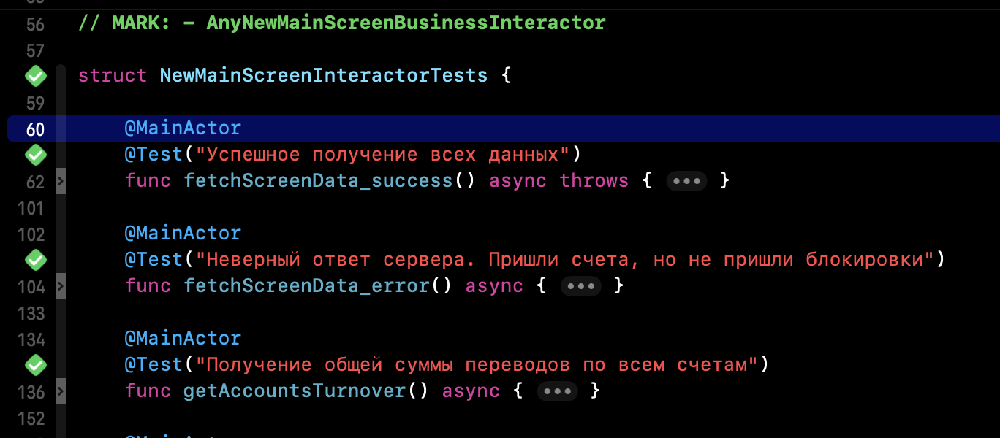 56 // MARK: - AnyNewMainScreenBusinessInteractor
57
struct NewMainScreenInteractorTests {
59
60 @MainActor
@Test("Успешное получение всех данных")
62 func fetchScreenData_success() async throws { ••• }
101
102 @MainActor
@Test("Неверный ответ сервера. Пришли счета, но не пришли блокировки")
104 func fetchScreenData_error() async { ••• }
133
134 @MainActor
@Test("Получение общей суммы переводов по всем счетам")
136 func getAccountsTurnover() async { ••• }
152